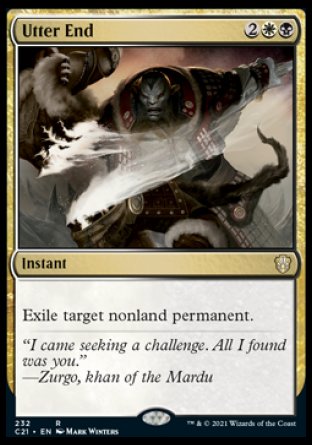 Utter End 2
Instant
Exile target nonland permanent.
“I came seeking a challenge. All I found
was you.”
—Zurgo, khan of the Mardu
232 R
C21 • EN MARK WINTERS ™ & © 2021 Wizards of the Coast